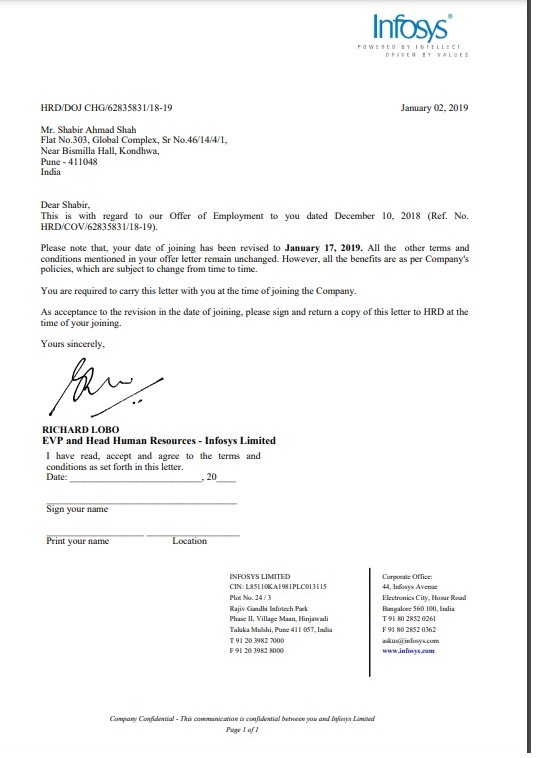 Infosys®
POWERED BY INTELLECT
DRIVEN BY VALUES
HRD/DOJ CHG/62835831/18-19 January 02, 2019
Mr. Shabir Ahmad Shah
Flat No.303, Global Complex, Sr No.46/14/4/1,
Near Bismilla Hall, Kondhwa,
Pune - 411048
India
Dear Shabir,
This is with regard to our Offer of Employment to you dated December 10, 2018 (Ref. No.
HRD/COV/62835831/18-19).
Please note that, your date of joining has been revised to January 17, 2019. All the other terms and
conditions mentioned in your offer letter remain unchanged. However, all the benefits are as per Company's
policies, which are subject to change from time to time.
You are required to carry this letter with you at the time of joining the Company.
As acceptance to the revision in the date of joining, please sign and return a copy of this letter to HRD at the
time of your joining.
Yours sincerely,
RICHARD LOBO
EVP and Head Human Resources - Infosys Limited
I have read, accept and agree to the terms and
conditions as set forth in this letter.
Date: ________________________, 20____
Sign your name
Print your name Location
INFOSYS LIMITED
CIN: L85110KA1981PLC013115
Plot No. 24 / 3
Rajiv Gandhi Infotech Park
Phase II, Village Maan, Hinjawadi
Taluka Mulshi, Pune 411 057, India
T 91 20 3982 7000
F 91 20 3982 8000
Corporate Office:
44, Infosys Avenue
Electronics City, Hosur Road
Bangalore 560 100, India
T 91 80 2852 0261
F 91 80 2852 0362
askus@infosys.com
www.infosys.com
Company Confidential - This communication is confidential between you and Infosys Limited
Page 1 of 1